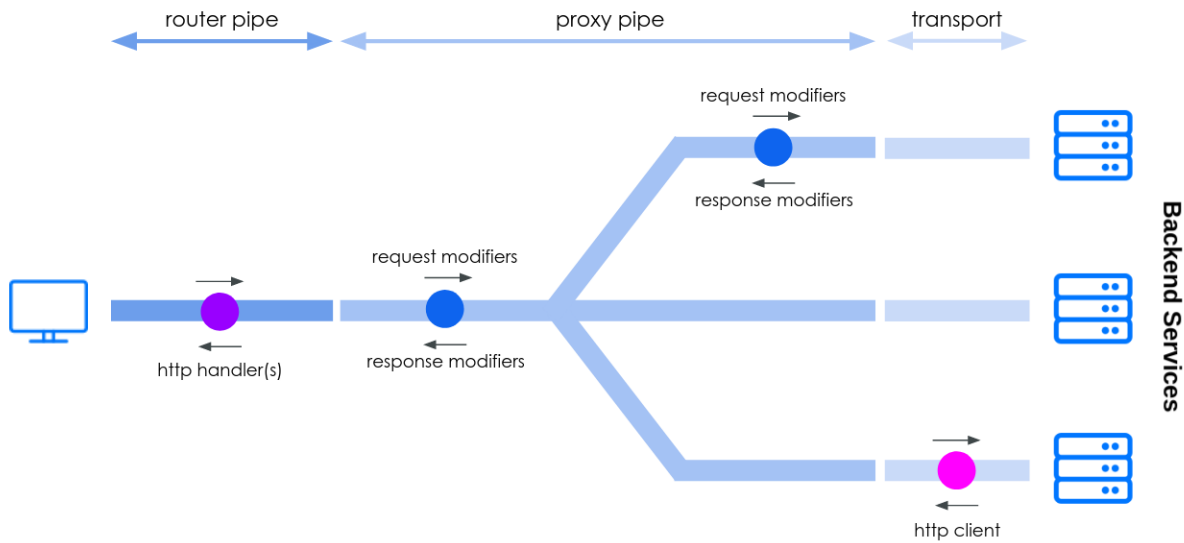 router pipe
proxy pipe
transport
request modifiers
response modifiers
request modifiers
response modifiers
http handler(s)
http client
Backend Services